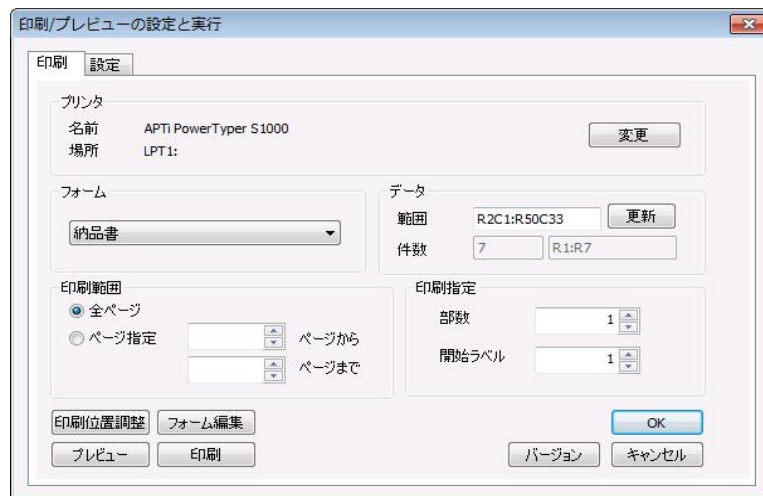 印刷/プレビューの設定と実行
印刷 設定
プリンタ
名前 APTi PowerTyper S1000 変更
場所 LPT1:
フォーム
納品書
データ
範囲 R2C1:R50C33 更新
件数 7 R1:R7
印刷範囲
全ページ
ページ指定 ページから
ページまで
印刷指定
部数 1
開始ラベル 1
印刷位置調整 フォーム編集 OK
プレビュー 印刷 バージョン キャンセル